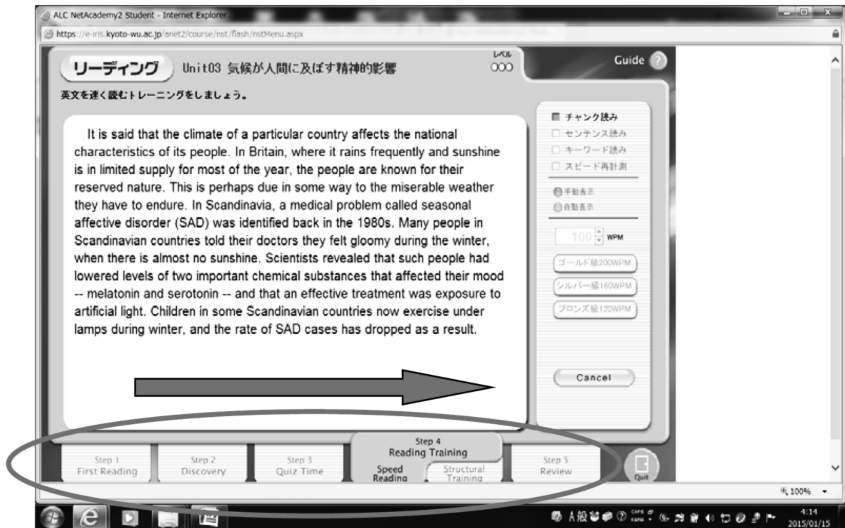 ALC NetAcademy2 Student - Internet Explorer
https://e-iris.kyoto-wu.ac.jp/anet2/course/nst/flash/nstMenu.aspx
リーディング Unit03 気候が人間に及ぼす精神的影響
レベル
○○○
Guide ?
英文を速く読むトレーニングをしましょう。
It is said that the climate of a particular country affects the national
characteristics of its people. In Britain, where it rains frequently and sunshine
is in limited supply for most of the year, the people are known for their
reserved nature. This is perhaps due in some way to the miserable weather
they have to endure. In Scandinavia, a medical problem called seasonal
affective disorder (SAD) was identified back in the 1980s. Many people in
Scandinavian countries told their doctors they felt gloomy during the winter,
when there is almost no sunshine. Scientists revealed that such people had
lowered levels of two important chemical substances that affected their mood
-- melatonin and serotonin -- and that an effective treatment was exposure to
artificial light. Children in some Scandinavian countries now exercise under
lamps during winter, and the rate of SAD cases has dropped as a result.
チャンク読み
センテンス読み
キーワード読み
スピード再計測
手動表示
自動表示
100 WPM
ゴールド級200WPM
シルバー級160WPM
ブロンズ級120WPM
Cancel
Step 1
First Reading
Step 2
Discovery
Step 3
Quiz Time
Step 4
Reading Training
Speed
Reading
Structural
Training
Step 5
Review
Quit
100%
A 般
CAPS
KANA
4:14
2015/01/15